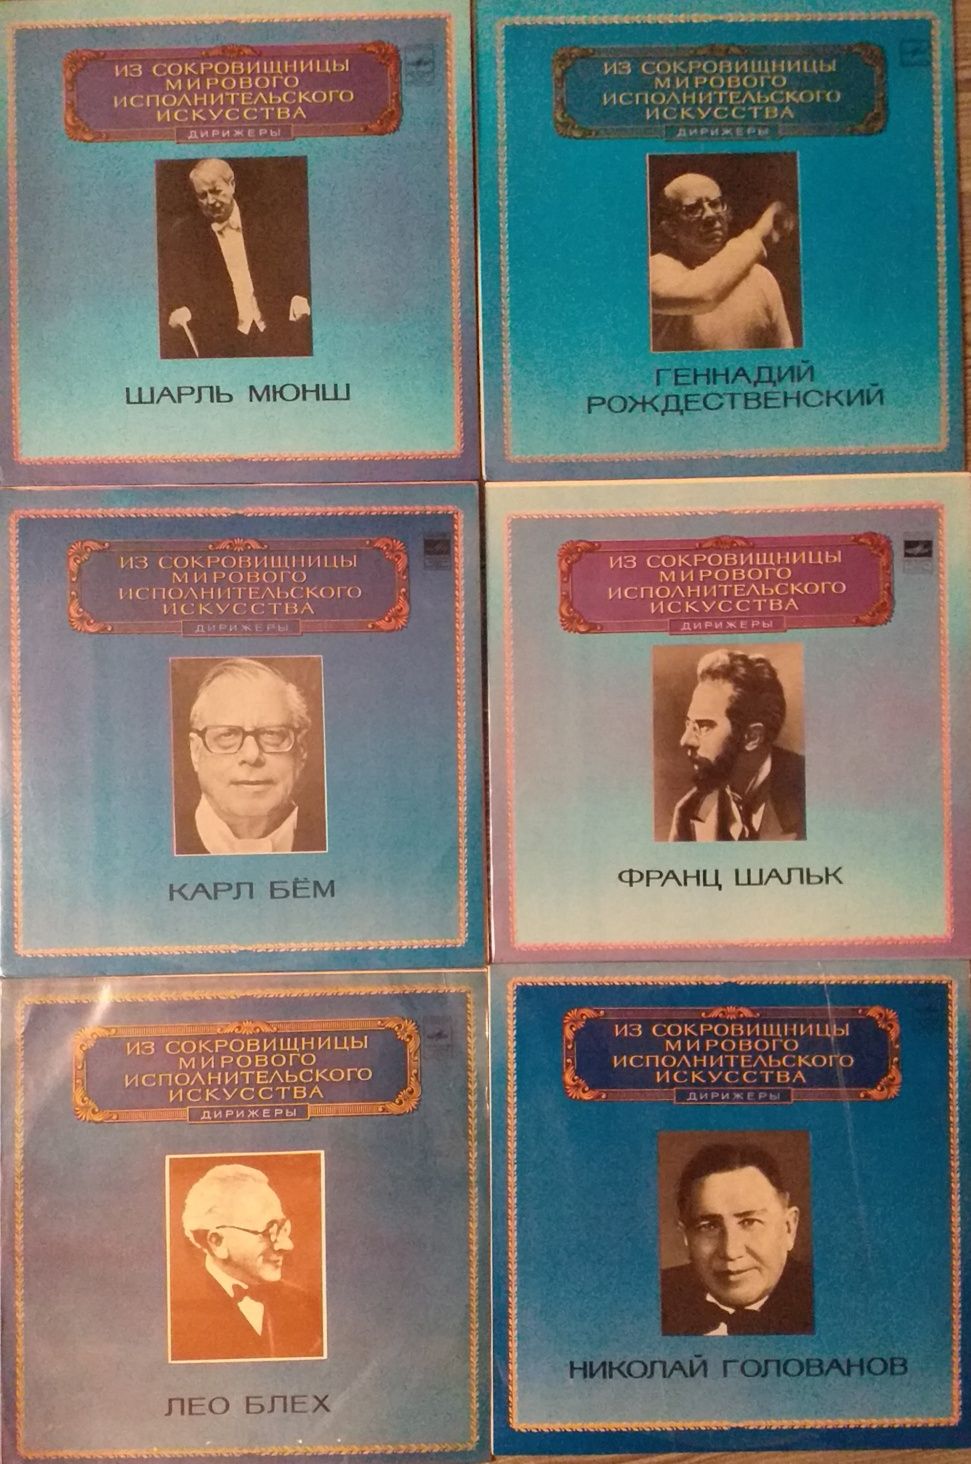 ИЗ СОКРОВИЩНИЦЫ
МИРОВОГО
ИСПОЛНИТЕЛЬСКОГО
ИСКУССТВА
ДИРИЖЕРЫ
ШАРЛЬ МЮНШ
ИЗ СОКРОВИЩНИЦЫ
МИРОВОГО
ИСПОЛНИТЕЛЬСКОГО
ИСКУССТВА
ДИРИЖЕРЫ
ГЕННАДИЙ
РОЖДЕСТВЕНСКИЙ
ИЗ СОКРОВИЩНИЦЫ
МИРОВОГО
ИСПОЛНИТЕЛЬСКОГО
ИСКУССТВА
ДИРИЖЕРЫ
КАРЛ БЁМ
ИЗ СОКРОВИЩНИЦЫ
МИРОВОГО
ИСПОЛНИТЕЛЬСКОГО
ИСКУССТВА
ДИРИЖЕРЫ
ФРАНЦ ШАЛЬК
ИЗ СОКРОВИЩНИЦЫ
МИРОВОГО
ИСПОЛНИТЕЛЬСКОГО
ИСКУССТВА
ДИРИЖЕРЫ
ЛЕО БЛЕХ
ИЗ СОКРОВИЩНИЦЫ
МИРОВОГО
ИСПОЛНИТЕЛЬСКОГО
ИСКУССТВА
ДИРИЖЕРЫ
НИКОЛАЙ ГОЛОВАНОВ